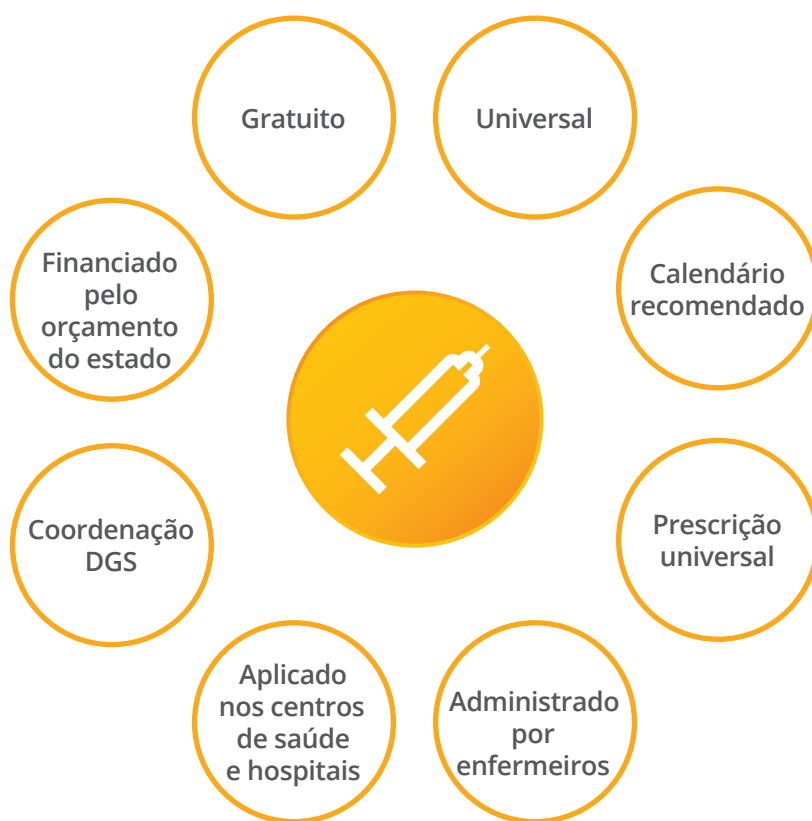 Gratuito
Universal
Financiado
pelo
orçamento
do estado
Calendário
recomendado
Coordenação
DGS
Prescrição
universal
Aplicado
nos centros
de saúde
e hospitais
Administrado
por
enfermeiros